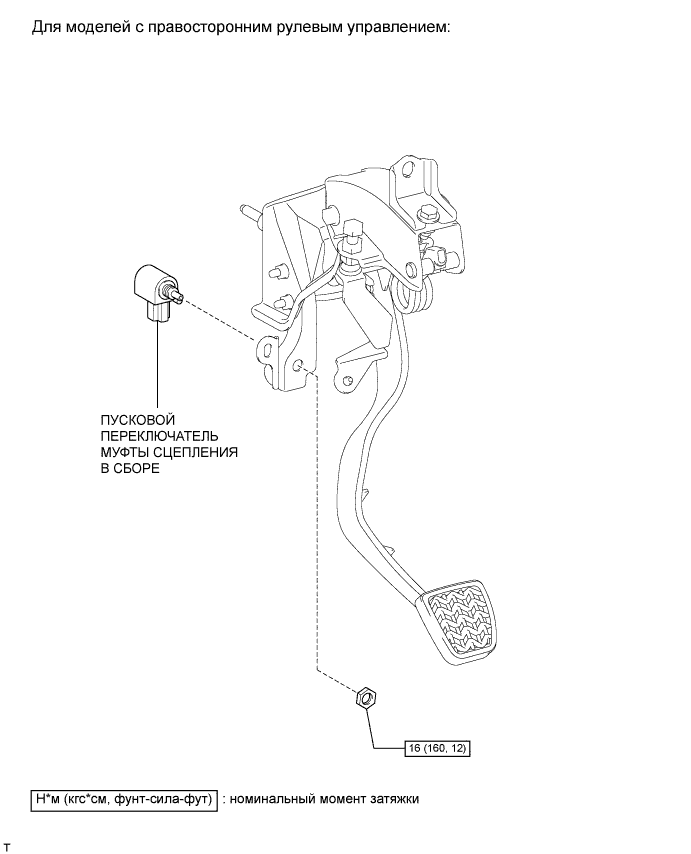 Для моделей с правосторонним рулевым управлением:
ПУСКОВОЙ
ПЕРЕКЛЮЧАТЕЛЬ
МУФТЫ СЦЕПЛЕНИЯ
В СБОРЕ
16 (160, 12)
Н*м (кгс*см, фунт-сила-фут) : номинальный момент затяжки
T